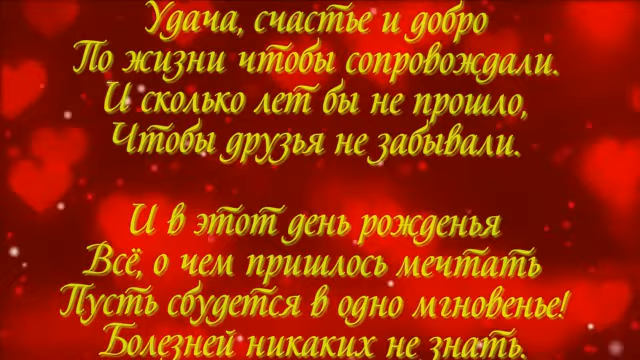 Удача, счастье и добро
По жизни чтобы сопровождали.
И сколько лет бы не прошло,
Чтобы друзья не забывали.
И в этот день рожденья
Всё, о чем пришлось мечтать
Пусть сбудется в одно мгновенье!
Болезней никаких не знать.